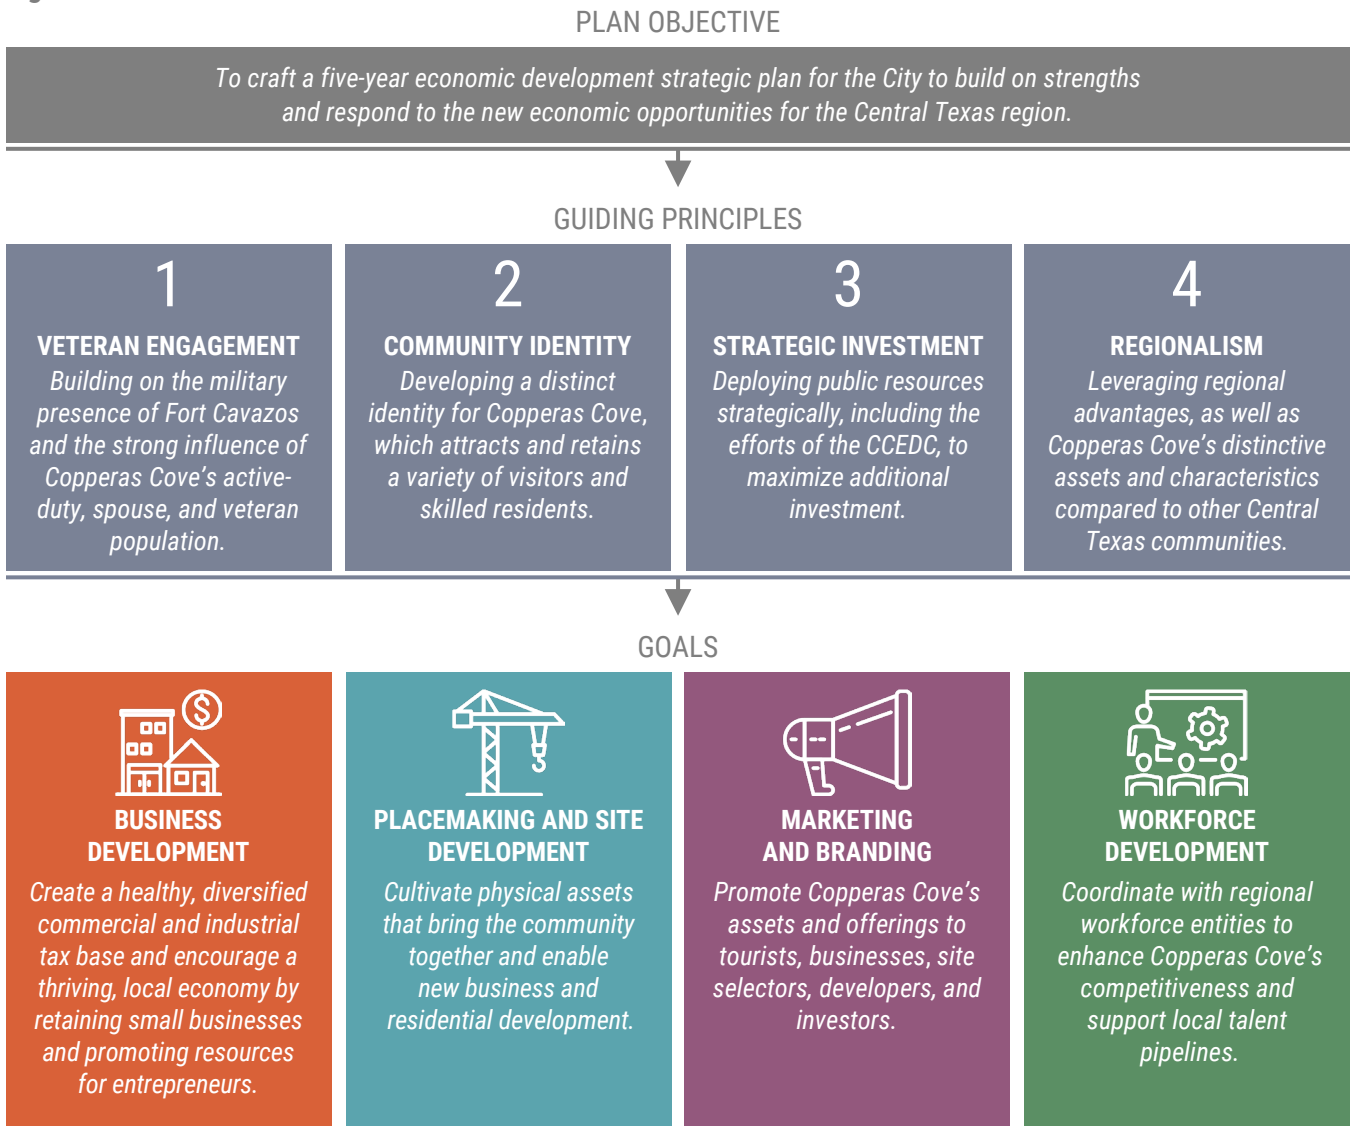 PLAN OBJECTIVE
To craft a five-year economic development strategic plan for the City to build on strengths
and respond to the new economic opportunities for the Central Texas region.
GUIDING PRINCIPLES
1
VETERAN ENGAGEMENT
Building on the military
presence of Fort Cavazos
and the strong influence of
Copperas Cove's active-
duty, spouse, and veteran
population.
2
COMMUNITY IDENTITY
Developing a distinct
identity for Copperas Cove,
which attracts and retains
a variety of visitors and
skilled residents.
3
STRATEGIC INVESTMENT
Deploying public resources
strategically, including the
efforts of the CCEDC, to
maximize additional
investment.
4
REGIONALISM
Leveraging regional
advantages, as well as
Copperas Cove's distinctive
assets and characteristics
compared to other Central
Texas communities.
GOALS
$
BUSINESS
DEVELOPMENT
Create a healthy, diversified
commercial and industrial
tax base and encourage a
thriving, local economy by
retaining small businesses
and promoting resources
for entrepreneurs.
PLACEMAKING AND SITE
DEVELOPMENT
Cultivate physical assets
that bring the community
together and enable
new business and
residential development.
MARKETING
AND BRANDING
Promote Copperas Cove's
assets and offerings to
tourists, businesses, site
selectors, developers, and
investors.
WORKFORCE
DEVELOPMENT
Coordinate with regional
workforce entities to
enhance Copperas Cove's
competitiveness and
support local talent
pipelines.